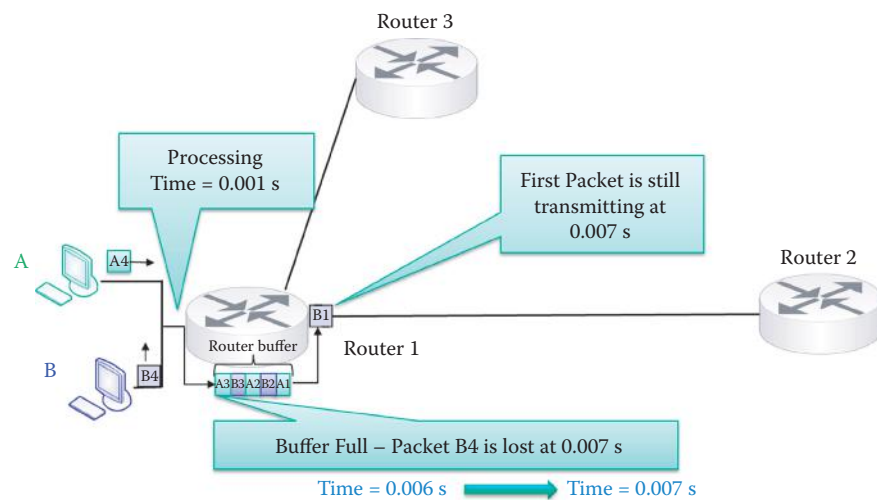 Router 3
Processing
Time = 0.001 s
First Packet is still
transmitting at
0.007 s
A
A4
Router 2
B1
Router buffer
Router 1
B
B4
A3 B3 A2 B2 A1
Buffer Full – Packet B4 is lost at 0.007 s
Time = 0.006 s Time = 0.007 s